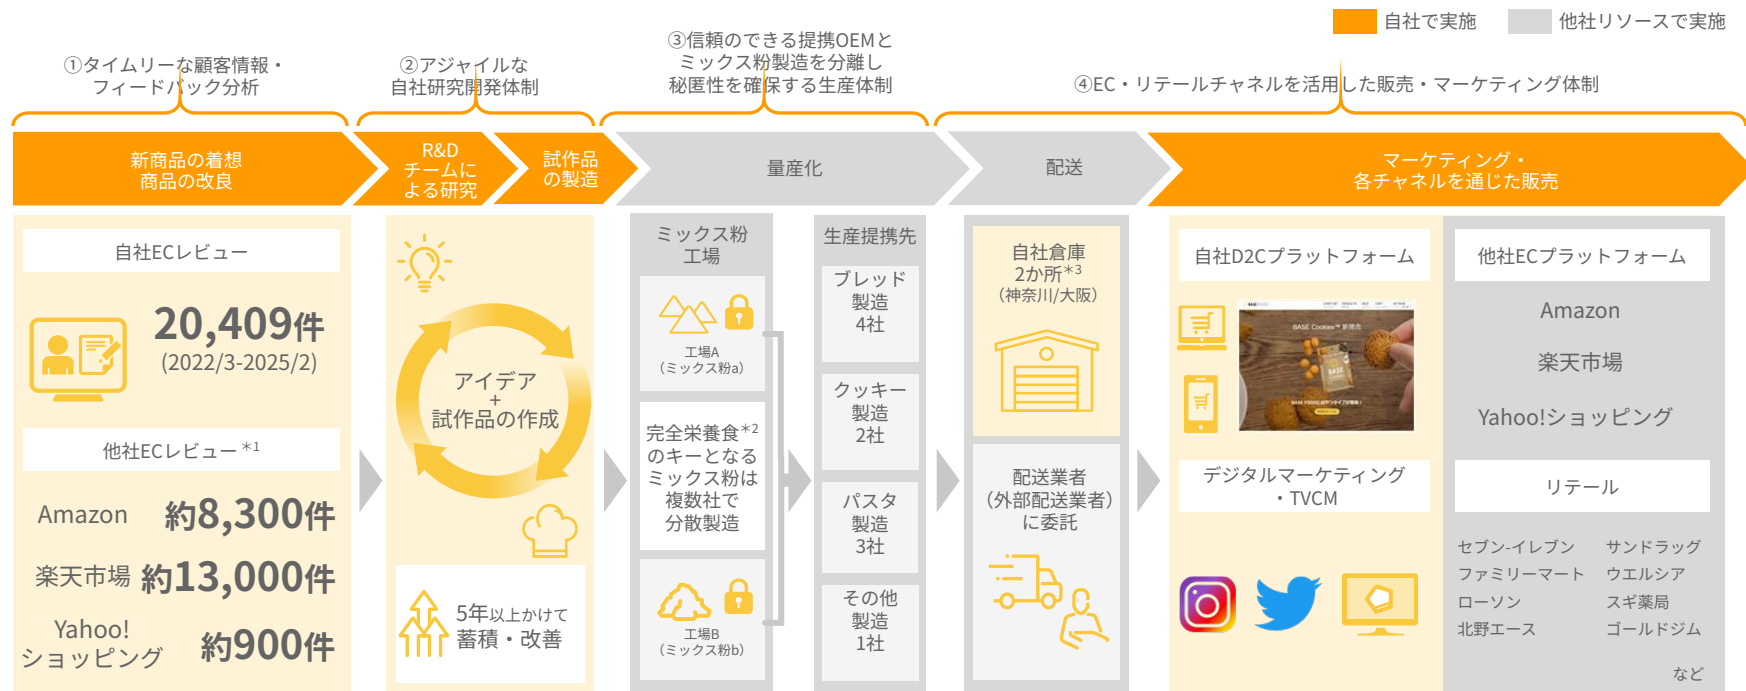 自社で実施
他社リソースで実施
①タイムリーな顧客情報・
フィードバック分析
②アジャイルな
自社研究開発体制
③信頼のできる提携OEMと
ミックス粉製造を分離し
秘匿性を確保する生産体制
④EC・リテールチャネルを活用した販売・マーケティング体制
新商品の着想
商品の改良
R&D
チームに
よる研究
試作品
の製造
量産化
配送
マーケティング・
各チャネルを通じた販売
自社ECレビュー
20,409件
(2022/3-2025/2)
他社ECレビュー＊1
Amazon 約8,300件
楽天市場 約13,000件
Yahoo!
ショッピング 約900件
アイデア
+
試作品の作成
5年以上かけて
蓄積・改善
ミックス粉
工場
工場A
（ミックス粉a）
完全栄養食＊2
のキーとなる
ミックス粉は
複数社で
分散製造
工場B
（ミックス粉b）
生産提携先
ブレッド
製造
4社
クッキー
製造
2社
パスタ
製造
3社
その他
製造
1社
自社倉庫
2か所＊3
（神奈川/大阪）
配送業者
（外部配送業者）
に委託
自社D2Cプラットフォーム
BASE Cookies™ 新発売
BASE
デジタルマーケティング
・TVCM
他社ECプラットフォーム
Amazon
楽天市場
Yahoo!ショッピング
リテール
セブン-イレブン サンドラッグ
ファミリーマート ウエルシア
ローソン スギ薬局
北野エース ゴールドジム
など